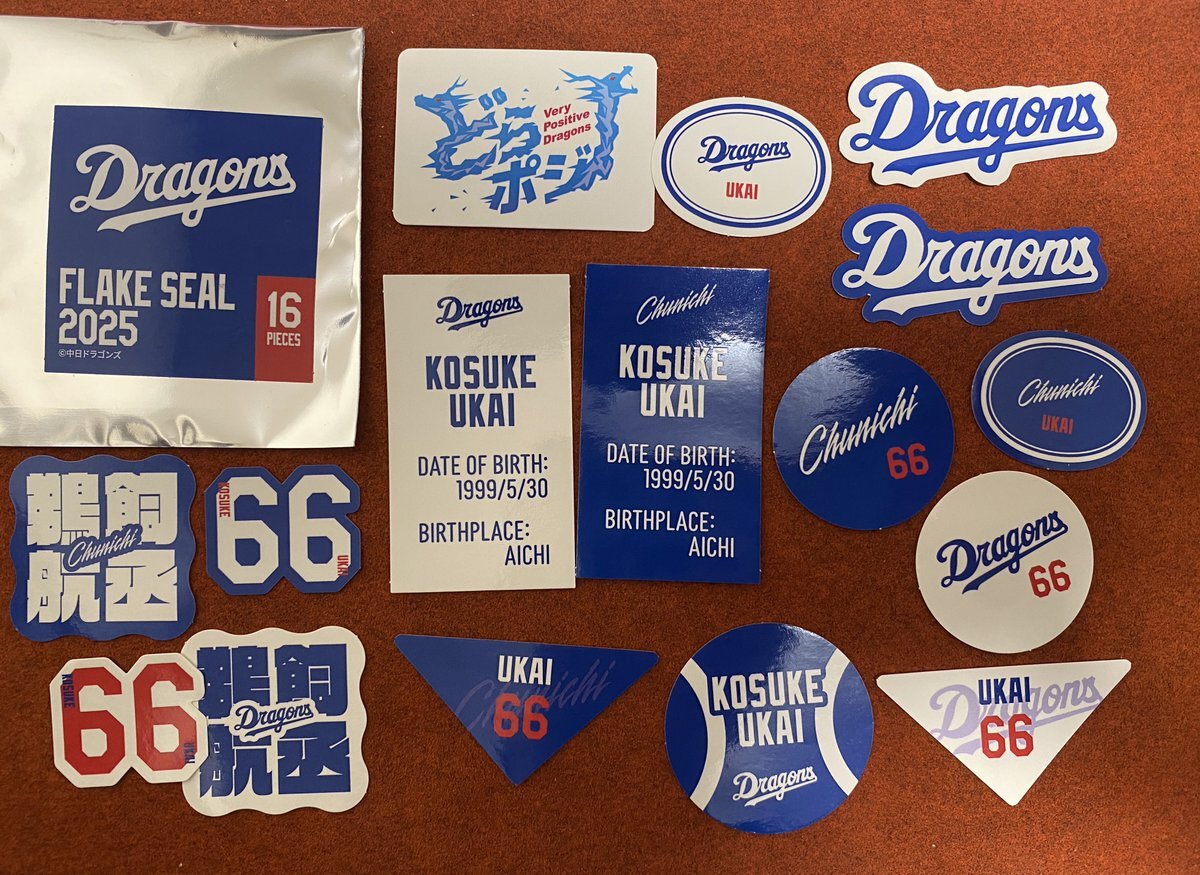 Dragons
FLAKE SEAL
2025
16
PIECES
©中日ドラゴンズ
どらポジ
Very
Positive
Dragons
Dragons
UKAI
Dragons
Dragons
Dragons
KOSUKE
UKAI
DATE OF BIRTH:
1999/5/30
BIRTHPLACE:
AICHI
Chunichi
KOSUKE
UKAI
DATE OF BIRTH:
1999/5/30
BIRTHPLACE:
AICHI
Chunichi
66
Chunichi
UKAI
鵜飼
Chunichi
航丞
KOSUKE
66
UKAI
Dragons
66
KOSUKE
66
UKAI
鵜飼
Dragons
航丞
UKAI
Chunichi
66
KOSUKE
UKAI
Dragons
UKAI
Dragons
66